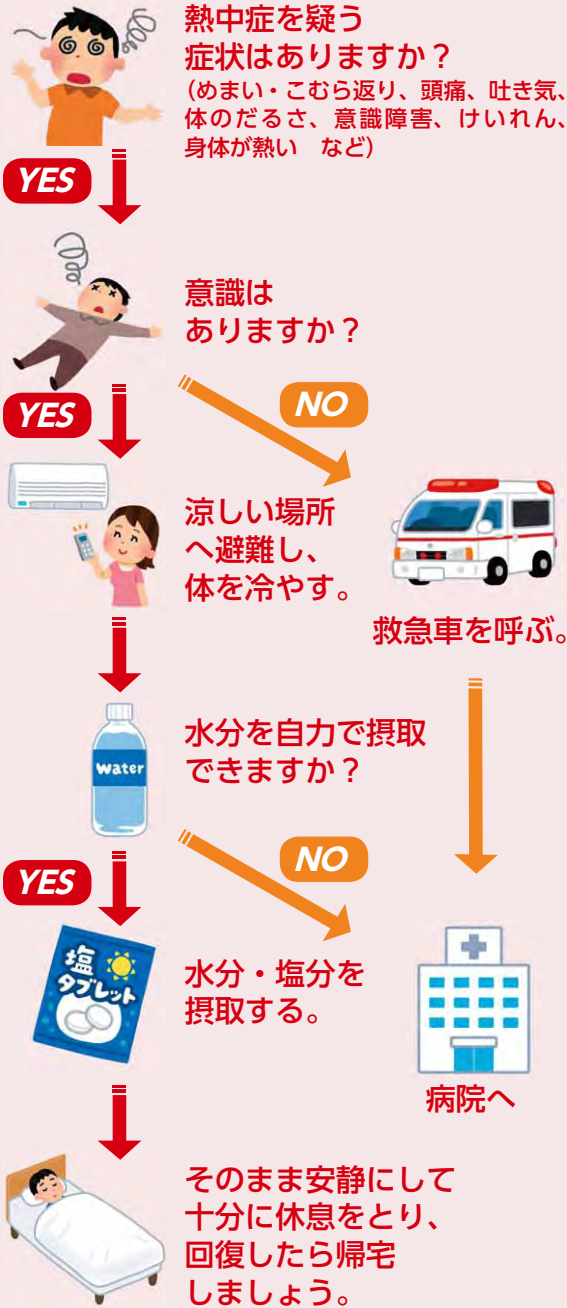 熱中症を疑う
症状はありますか？
（めまい・こむら返り、頭痛、吐き気、
体のだるさ、意識障害、けいれん、
身体が熱い　など）
YES
意識は
ありますか？
YES
NO
涼しい場所
へ避難し、
体を冷やす。
救急車を呼ぶ。
水分を自力で摂取
できますか？
Water
YES
NO
塩
タブレット
水分・塩分を
摂取する。
病院へ
そのまま安静にして
十分に休息をとり、
回復したら帰宅
しましょう。